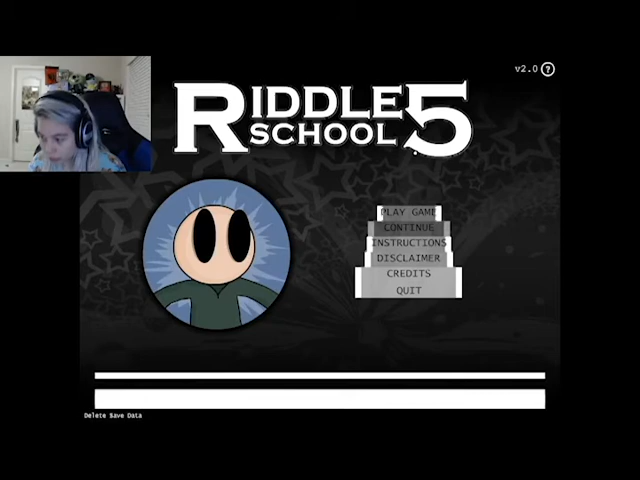 v2.0 ?
RIDDLE
SCHOOL 5
PLAY GAME
CONTINUE
INSTRUCTIONS
DISCLAIMER
CREDITS
QUIT
Delete Save Data